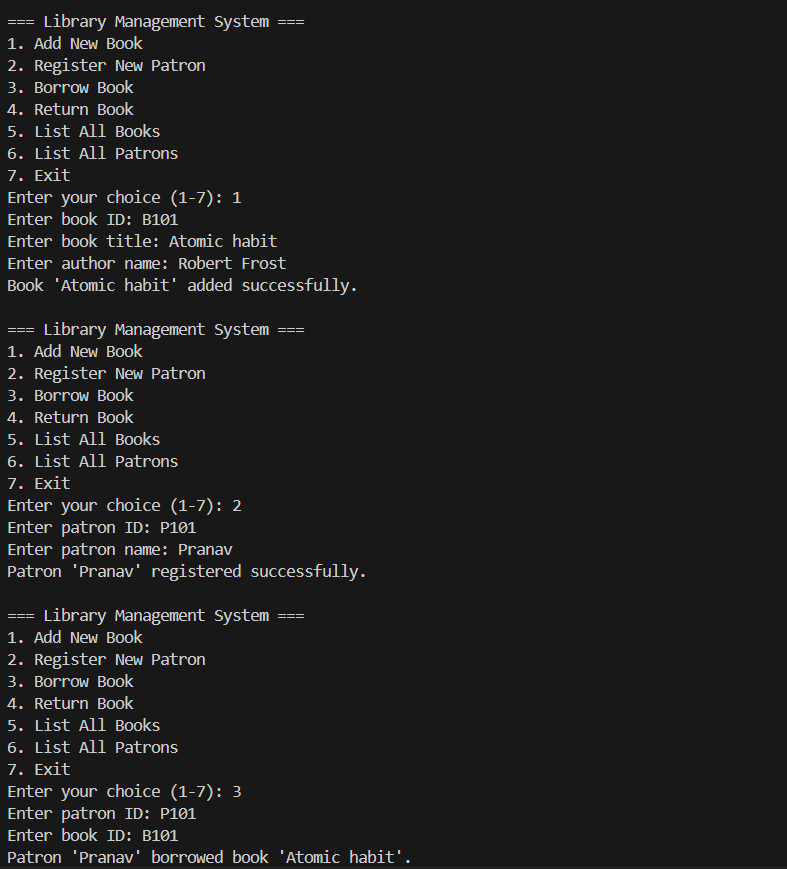 === Library Management System ===
1. Add New Book
2. Register New Patron
3. Borrow Book
4. Return Book
5. List All Books
6. List All Patrons
7. Exit
Enter your choice (1-7): 1
Enter book ID: B101
Enter book title: Atomic habit
Enter author name: Robert Frost
Book 'Atomic habit' added successfully.

=== Library Management System ===
1. Add New Book
2. Register New Patron
3. Borrow Book
4. Return Book
5. List All Books
6. List All Patrons
7. Exit
Enter your choice (1-7): 2
Enter patron ID: P101
Enter patron name: Pranav
Patron 'Pranav' registered successfully.

=== Library Management System ===
1. Add New Book
2. Register New Patron
3. Borrow Book
4. Return Book
5. List All Books
6. List All Patrons
7. Exit
Enter your choice (1-7): 3
Enter patron ID: P101
Enter book ID: B101
Patron 'Pranav' borrowed book 'Atomic habit'.